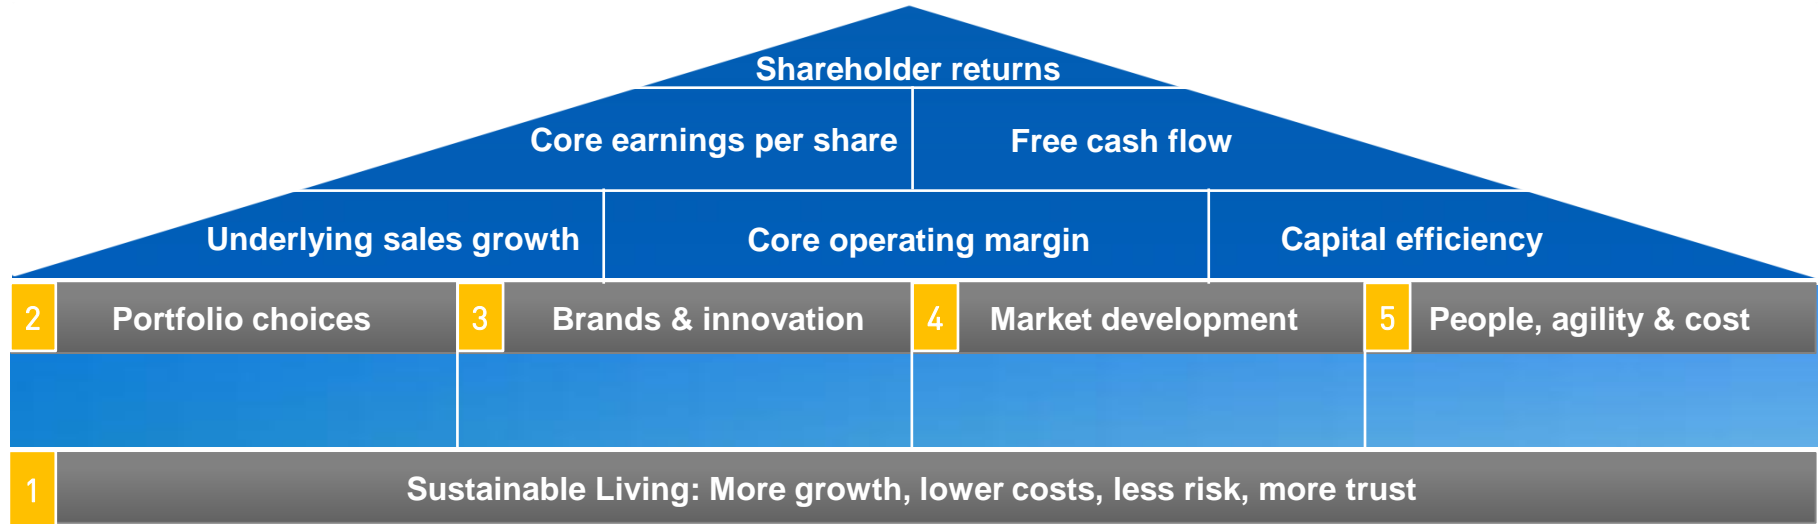 Shareholder returns
Core earnings per share
Free cash flow
Underlying sales growth
Core operating margin
Capital efficiency
2 Portfolio choices
3 Brands & innovation
4 Market development
5 People, agility & cost
1 Sustainable Living: More growth, lower costs, less risk, more trust